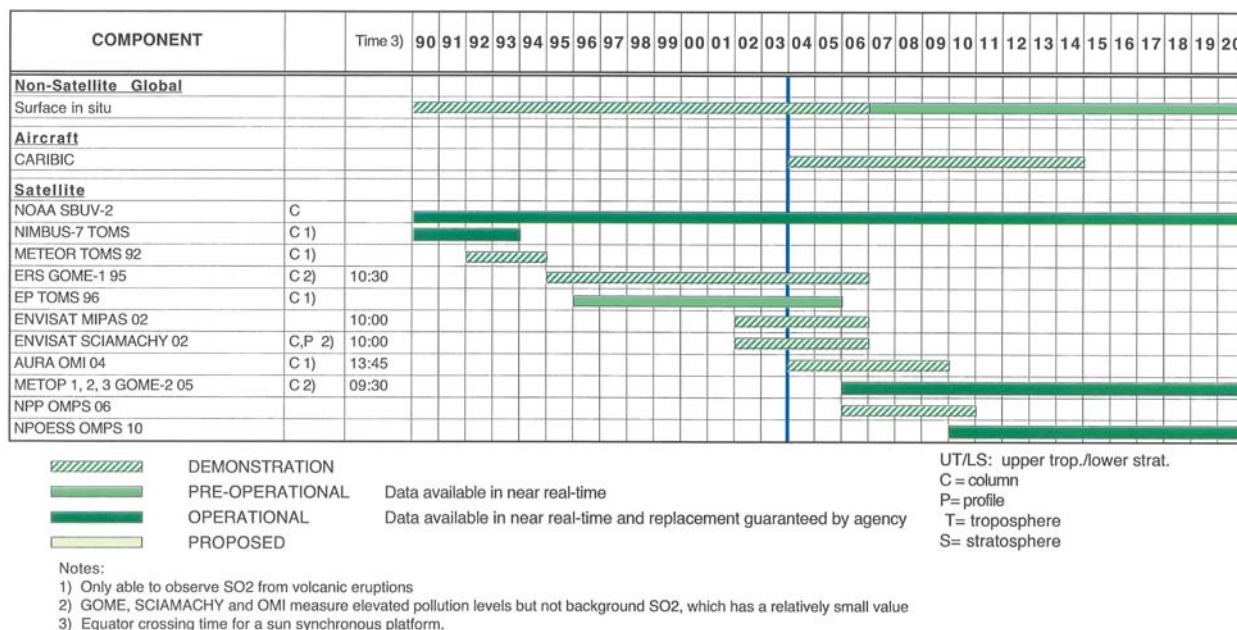 COMPONENT Time 3) 90 91 92 93 94 95 96 97 98 99 00 01 02 03 04 05 06 07 08 09 10 11 12 13 14 15 16 17 18 19 20
Non-Satellite Global
Surface in situ
Aircraft
CARIBIC
Satellite
NOAA SBUV-2 C
NIMBUS-7 TOMS C 1)
METEOR TOMS 92 C 1)
ERS GOME-1 95 C 2) 10:30
EP TOMS 96 C 1)
ENVISAT MIPAS 02 10:00
ENVISAT SCIAMACHY 02 C,P 2) 10:00
AURA OMI 04 C 1) 13:45
METOP 1, 2, 3 GOME-2 05 C 2) 09:30
NPP OMPS 06
NPOESS OMPS 10
DEMONSTRATION
PRE-OPERATIONAL Data available in near real-time
OPERATIONAL Data available in near real-time and replacement guaranteed by agency
PROPOSED
UT/LS: upper trop./lower strat.
C = column
P= profile
T= troposphere
S= stratosphere
Notes:
1) Only able to observe SO2 from volcanic eruptions
2) GOME, SCIAMACHY and OMI measure elevated pollution levels but not background SO2, which has a relatively small value
3) Equator crossing time for a sun synchronous platform.